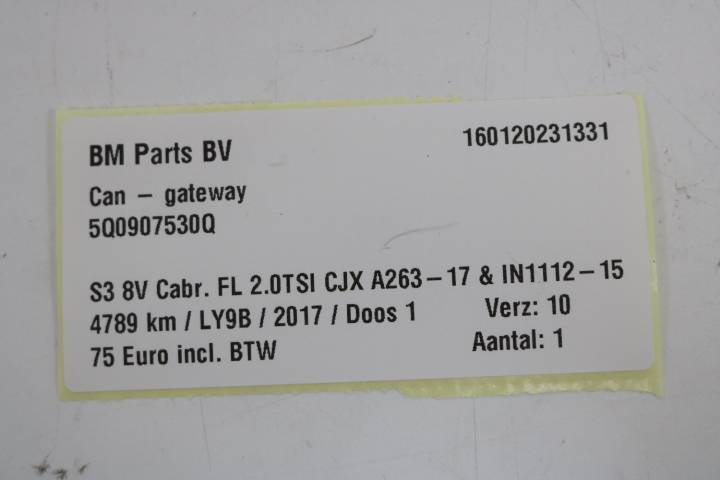 BM Parts BV 160120231331
Can – gateway
5Q0907530Q
S3 8V Cabr. FL 2.0TSI CJX A263–17 & IN1112–15
4789 km / LY9B / 2017 / Doos 1 Verz: 10
75 Euro incl. BTW Aantal: 1